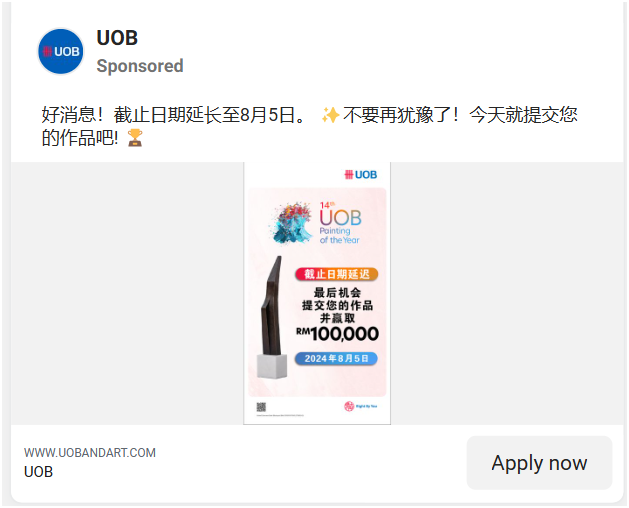 UOB
UOB
Sponsored
好消息！截止日期延长至8月5日。 ✨不要再犹豫了！今天就提交您
的作品吧! 🏆
UOB
14th
UOB
Painting
of the Year
截止日期延迟
最后机会
提交您的作品
并赢取
RM100,000
2024年8月5日
Right By You
WWW.UOBANDART.COM
UOB
Apply now